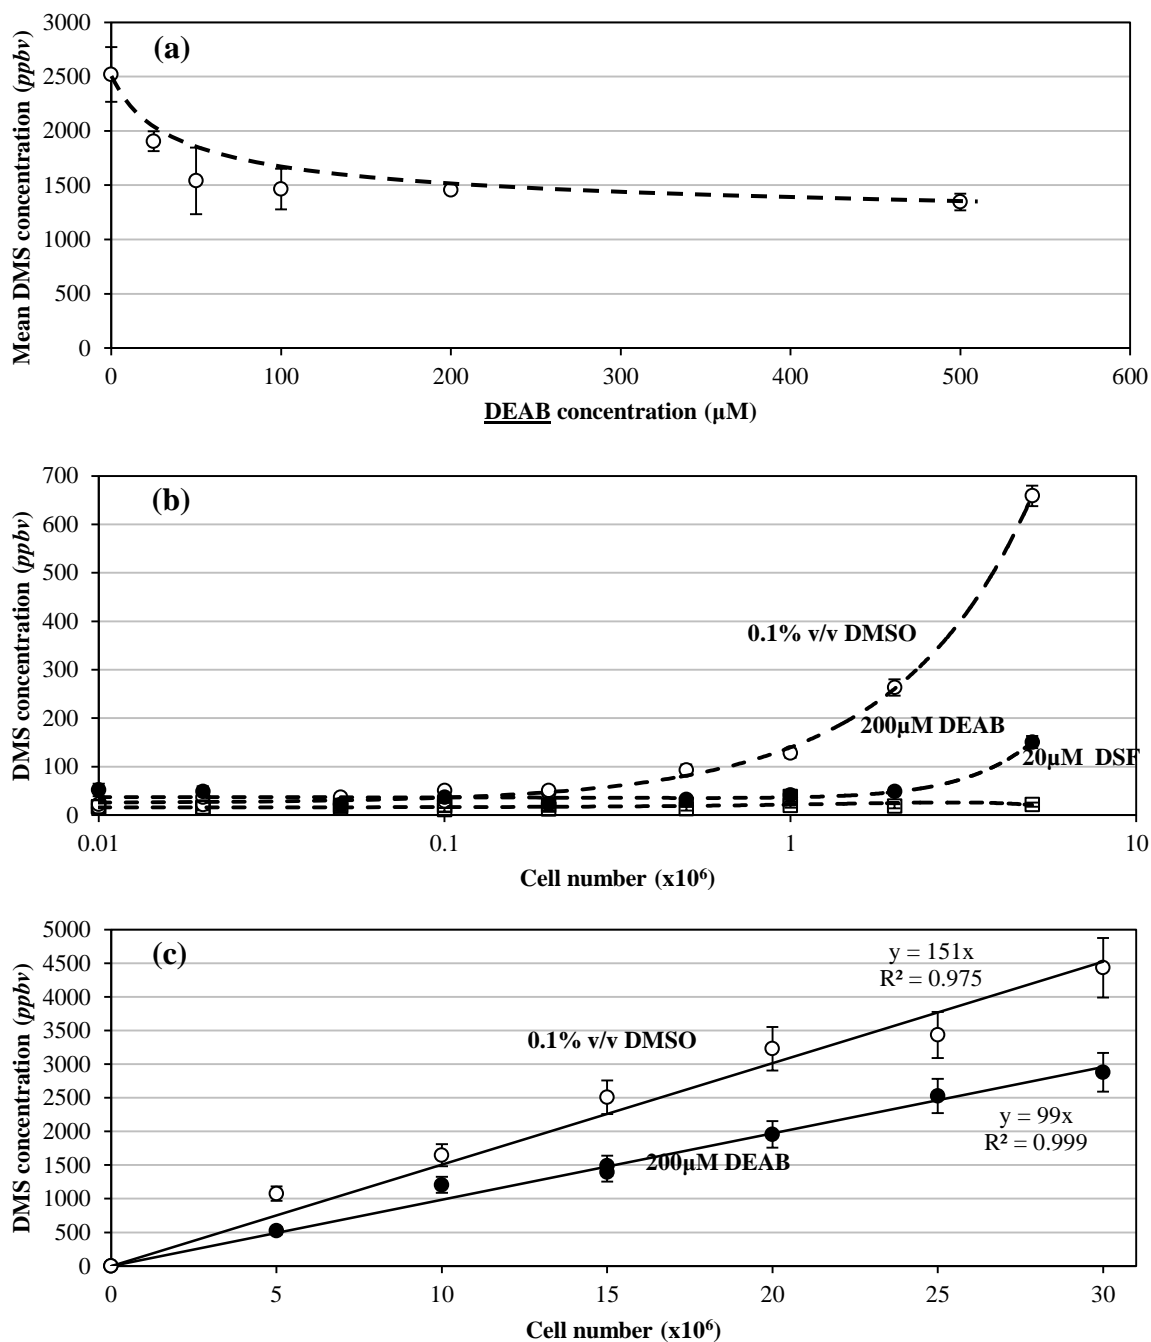 (a)
Mean DMS concentration (ppbv)
3000
2500
2000
1500
1000
500
0
0 100 200 300 400 500 600
DEAB concentration (µM)
(b)
DMS concentration (ppbv)
700
600
500
400
300
200
100
0
0.1% v/v DMSO
200µM DEAB
20µM DSF
0.01 0.1 1 10
Cell number (x10⁶)
(c)
DMS concentration (ppbv)
5000
4500
4000
3500
3000
2500
2000
1500
1000
500
0
y = 151x
R² = 0.975
0.1% v/v DMSO
y = 99x
R² = 0.999
200µM DEAB
0 5 10 15 20 25 30
Cell number (x10⁶)